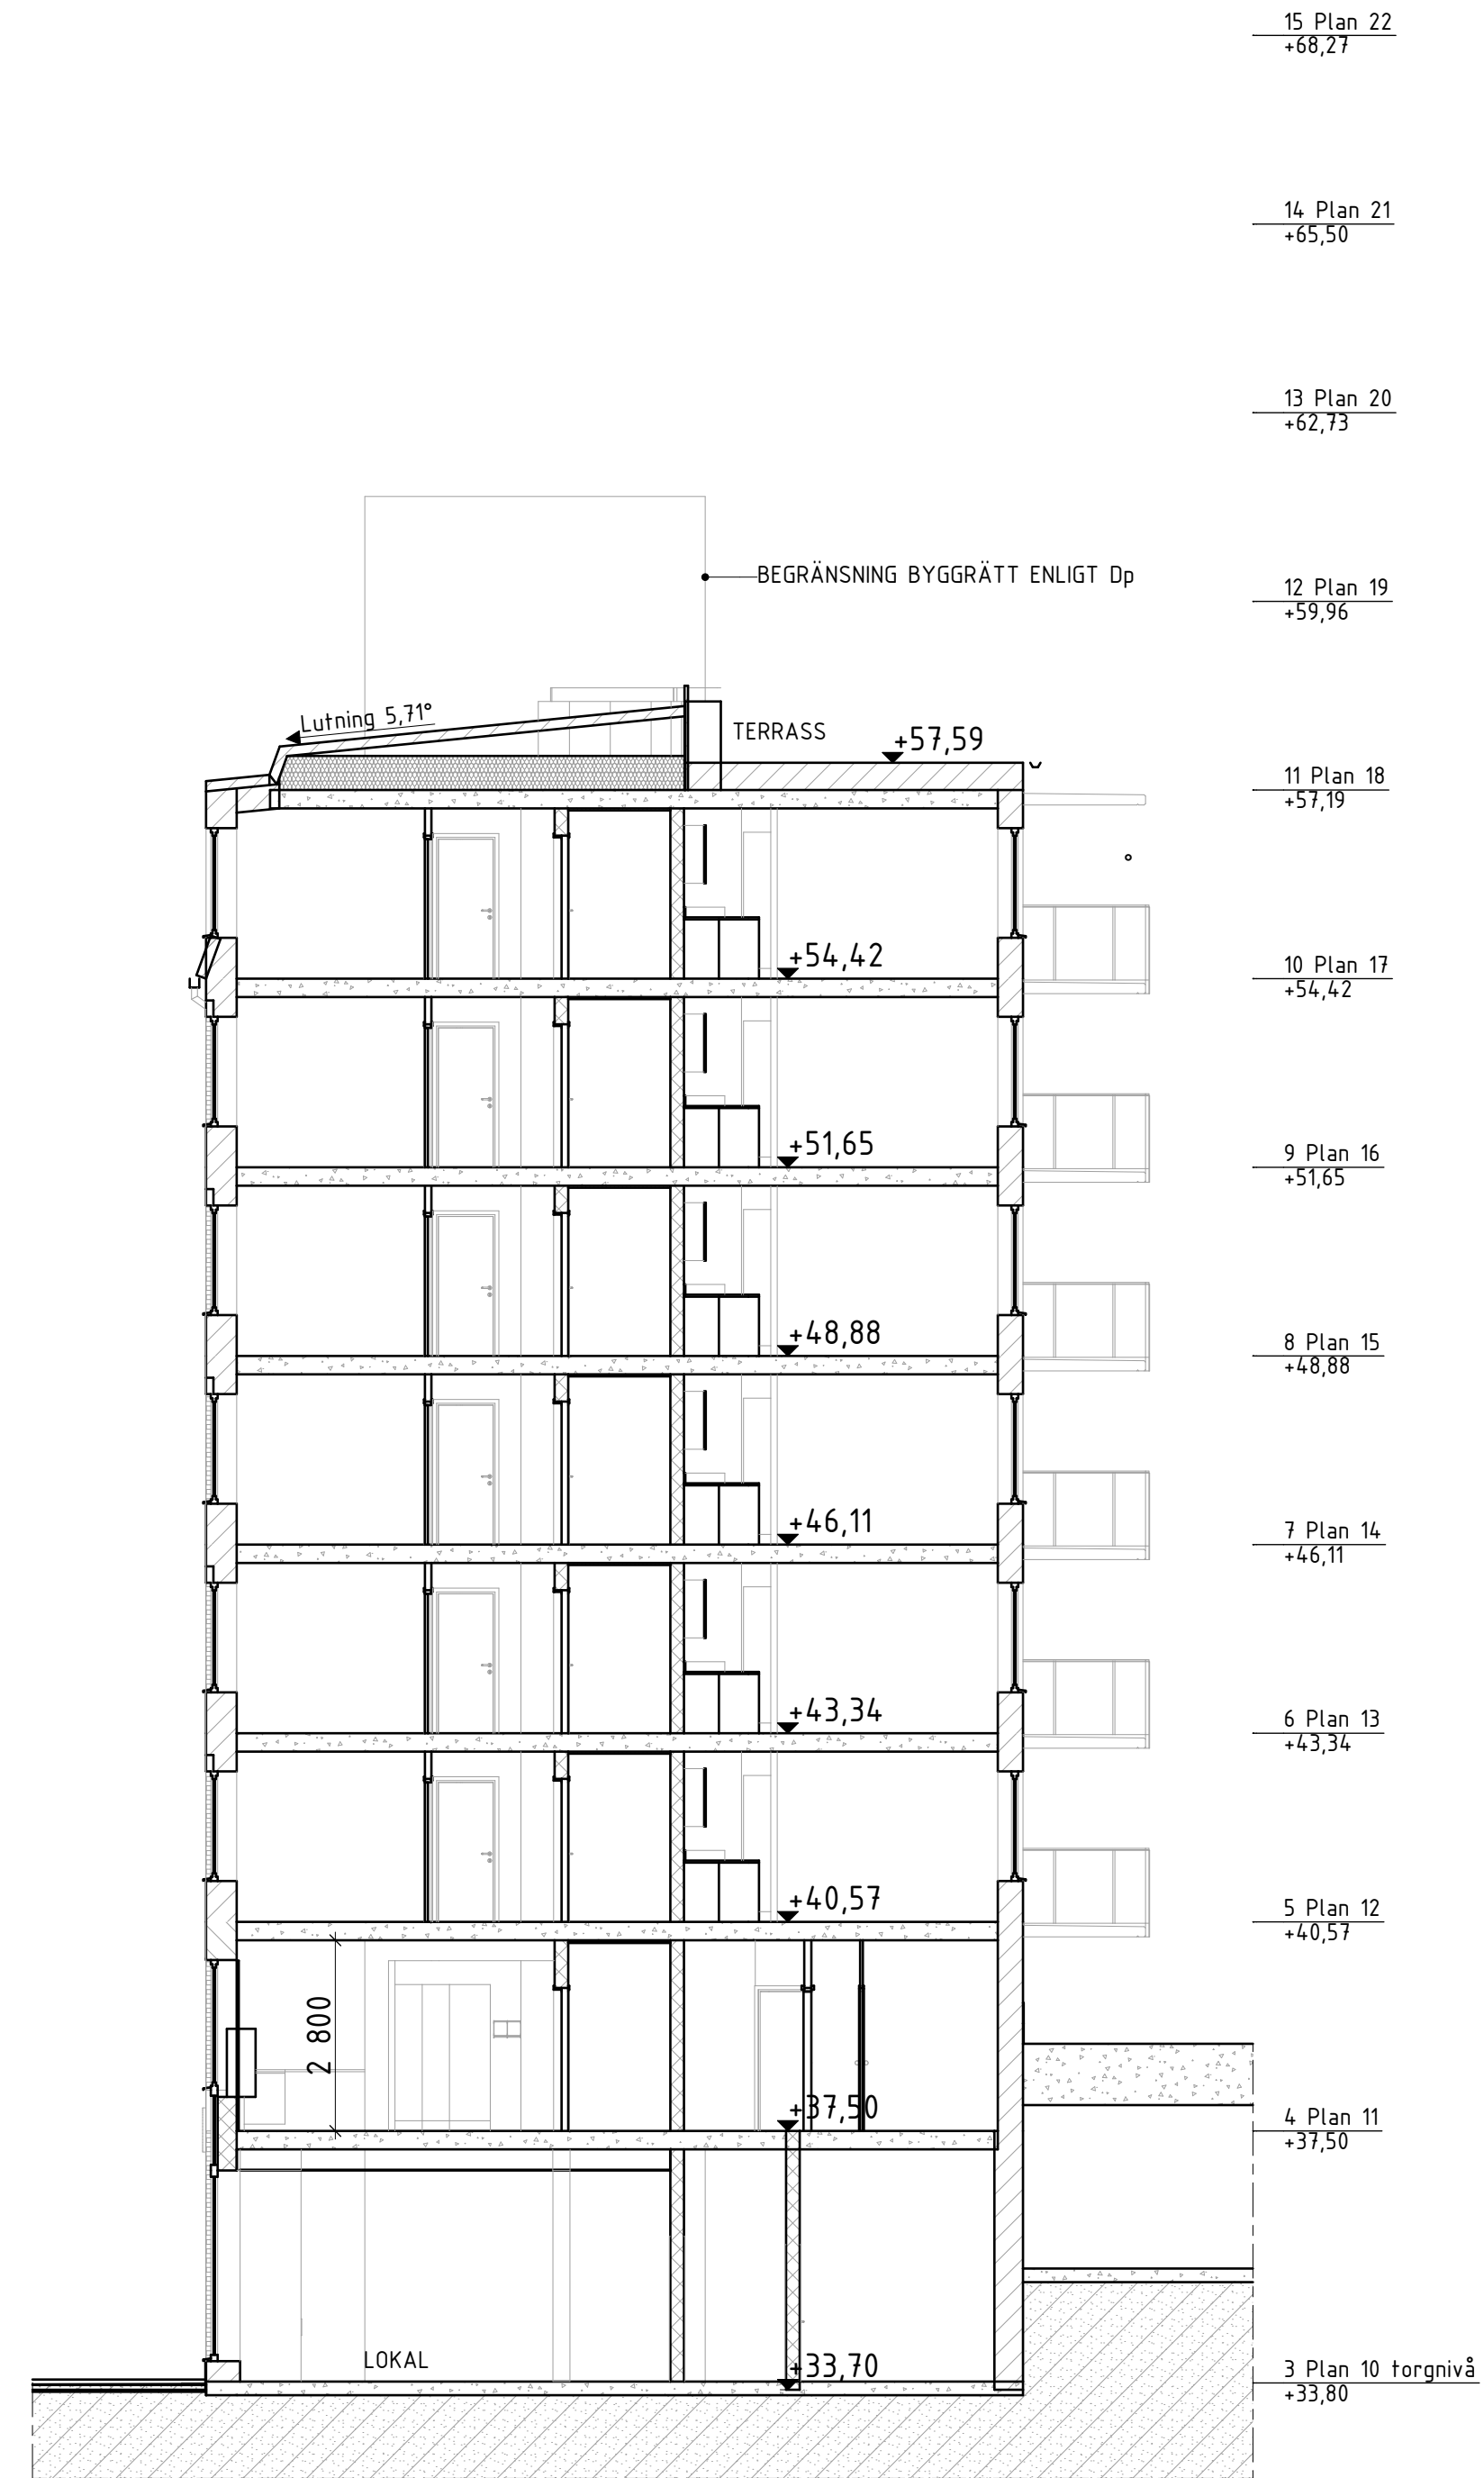 15 Plan 22
+68,27
14 Plan 21
+65,50
13 Plan 20
+62,73
BEGRÄNSNING BYGGRÄTT ENLIGT Dp
12 Plan 19
+59,96
Lutning 5,71°
TERRASS
+57,59
11 Plan 18
+57,19
+54,42
10 Plan 17
+54,42
+51,65
9 Plan 16
+51,65
+48,88
8 Plan 15
+48,88
+46,11
7 Plan 14
+46,11
+43,34
6 Plan 13
+43,34
+40,57
5 Plan 12
+40,57
2 800
+37,50
4 Plan 11
+37,50
LOKAL
+33,70
3 Plan 10 torgnivå
+33,80